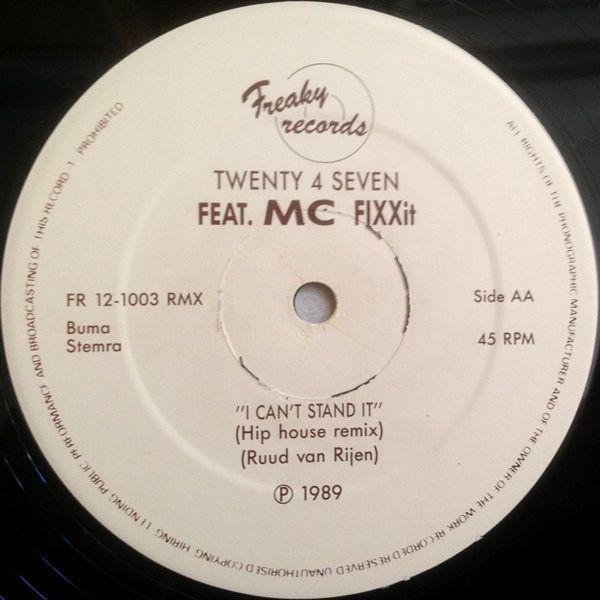 Freaky
records
TWENTY 4 SEVEN
FEAT. MC FIXXit
FR 12-1003 RMX
Side AA
Buma
Stemra
45 RPM
"I CAN'T STAND IT"
(Hip house remix)
(Ruud van Rijen)
℗ 1989
ALL RIGHTS OF THE PHONOGRAPHIC MANUFACTURER AND OF THE OWNER OF THE WORK RECORDED RESERVED UNAUTHORISED COPYING HIRING LENDING PUBLIC PERFORMANCE AND BROADCASTING OF THIS RECORD PROHIBITED